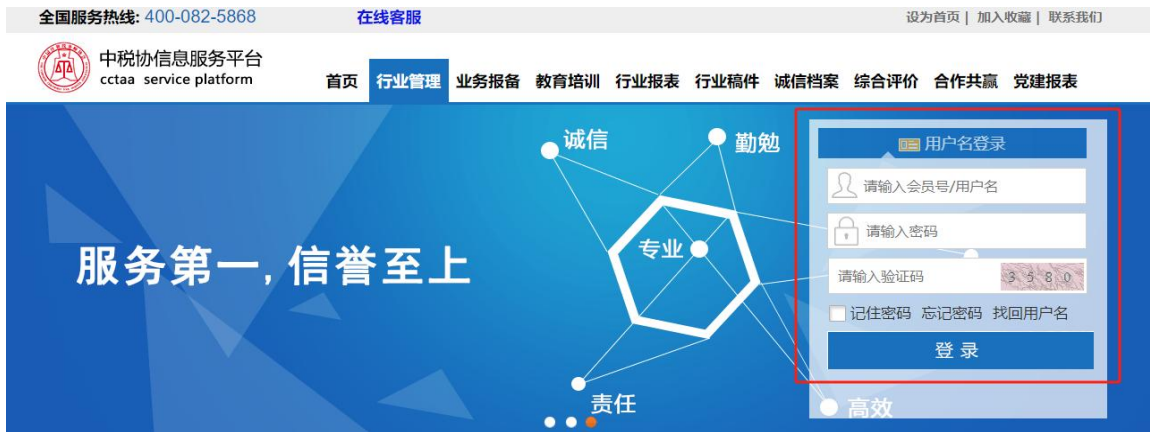 全国服务热线: 400-082-5868 在线客服 设为首页 | 加入收藏 | 联系我们
中税协信息服务平台
cctaa service platform
首页 行业管理 业务报备 教育培训 行业报表 行业稿件 诚信档案 综合评价 合作共赢 党建报表
诚信
勤勉
用户名登录
请输入会员号/用户名
请输入密码
专业
服务第一,信誉至上
请输入验证码 3580
记住密码 忘记密码 找回用户名
登录
责任
高效